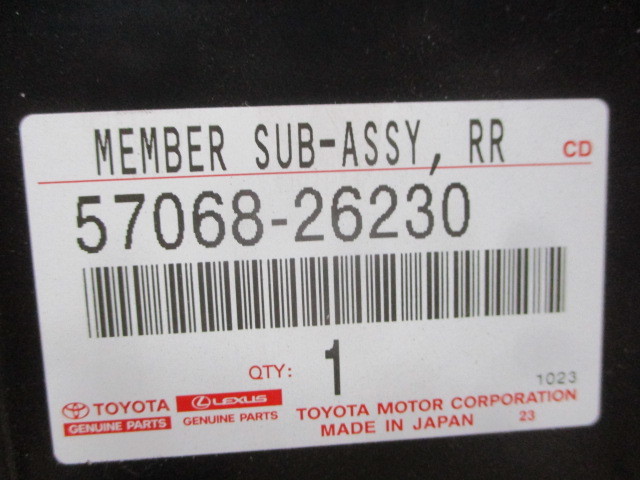 MEMBER SUB-ASSY, RR CD
57068-26230
QTY: 1
1023
TOYOTA LEXUS TOYOTA MOTOR CORPORATION
GENUINE PARTS GENUINE PARTS MADE IN JAPAN 23